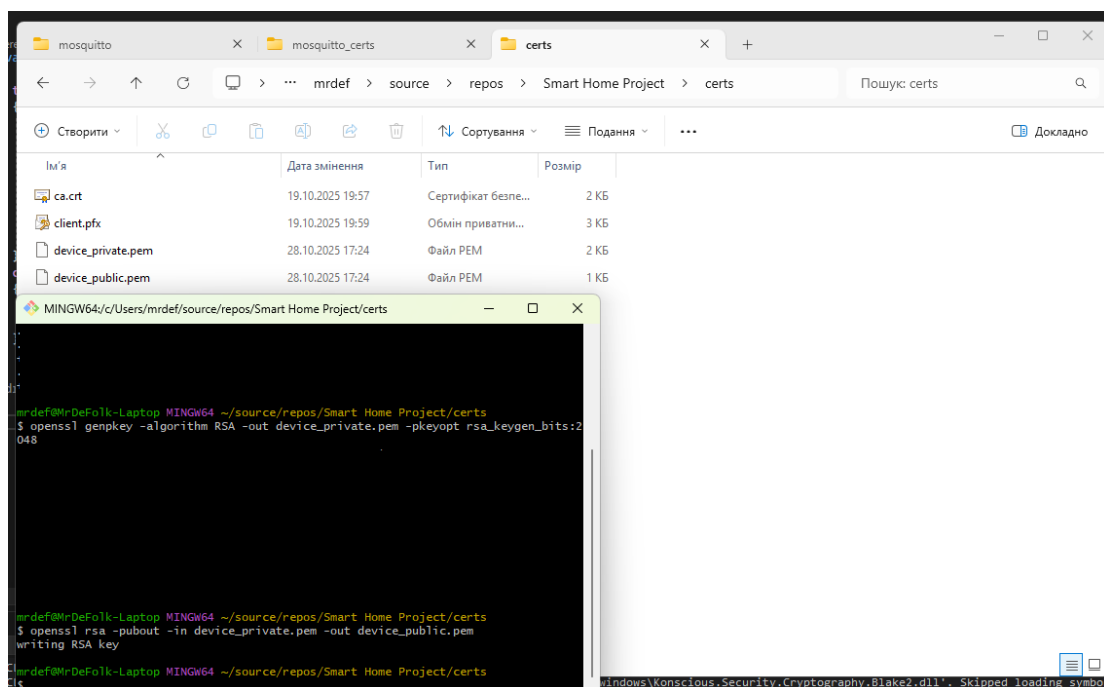 mosquitto
mosquitto_certs
certs
mrdef > source > repos > Smart Home Project > certs
Пошук: certs
Створити
Сортування
Подання
Докладно
Ім'я
Дата змінення
Тип
Розмір
ca.crt 19.10.2025 19:57 Сертифікат безпе... 2 КБ
client.pfx 19.10.2025 19:59 Обмін приватни... 3 КБ
device_private.pem 28.10.2025 17:24 Файл PEM 2 КБ
device_public.pem 28.10.2025 17:24 Файл PEM 1 КБ
MINGW64:/c/Users/mrdef/source/repos/Smart Home Project/certs
mrdef@MrDeFolk-Laptop MINGW64 ~/source/repos/Smart Home Project/certs
$ openssl genpkey -algorithm RSA -out device_private.pem -pkeyopt rsa_keygen_bits:2
048
mrdef@MrDeFolk-Laptop MINGW64 ~/source/repos/Smart Home Project/certs
$ openssl rsa -pubout -in device_private.pem -out device_public.pem
writing RSA key
mrdef@MrDeFolk-Laptop MINGW64 ~/source/repos/Smart Home Project/certs
$
windows\Konscious.Security.Cryptography.Blake2.dll'. Skipped loading symbo